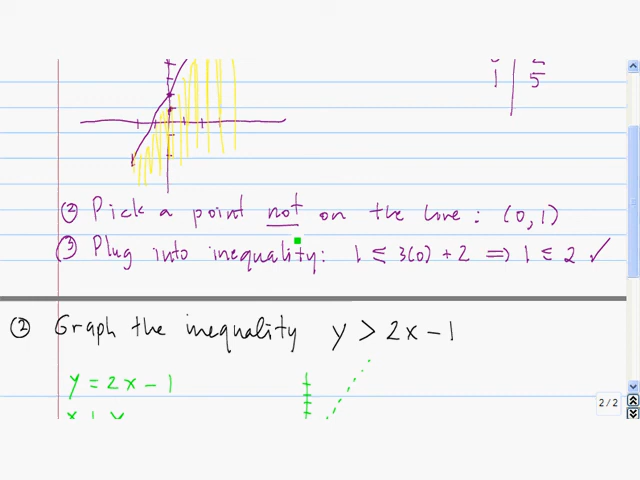 1 5
② Pick a point not on the line: (0,1)
③ Plug into inequality: 1 ≤ 3(0) + 2 ⟹ 1 ≤ 2 ✓
② Graph the inequality y > 2x - 1
y = 2x - 1
x | y
2/2